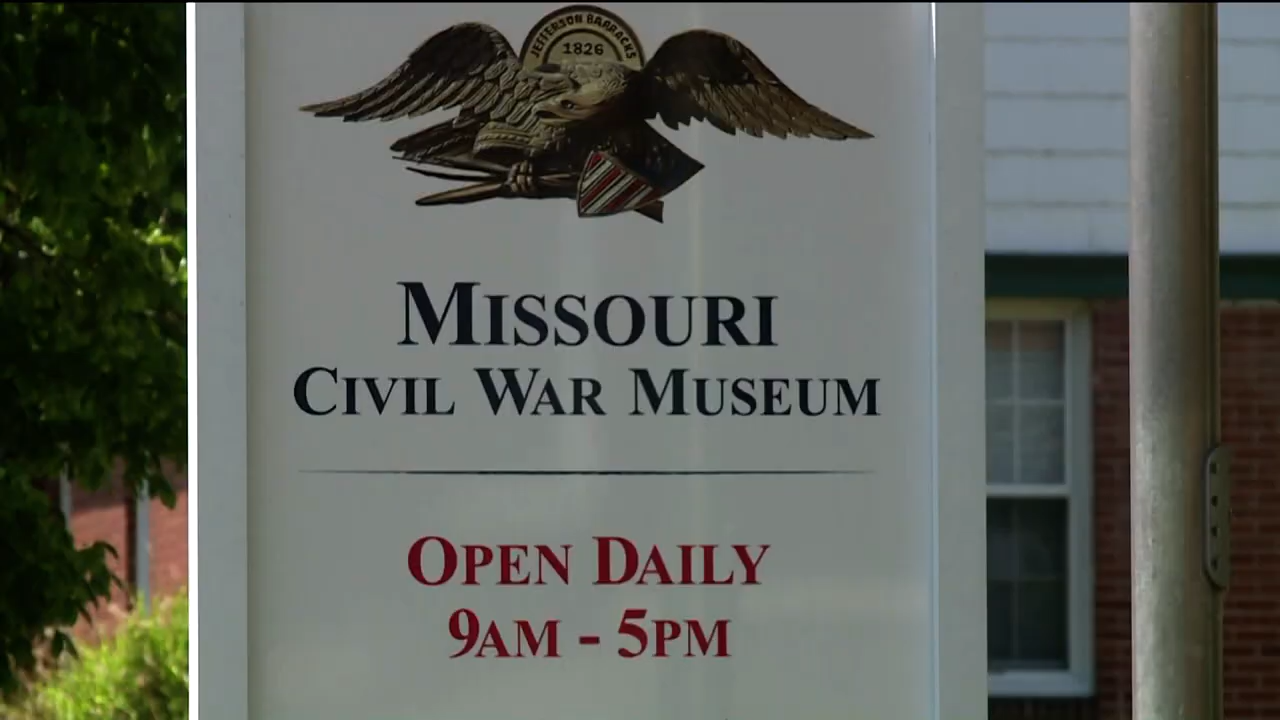 JEFFERSON BARRACKS
1826
MISSOURI
CIVIL WAR MUSEUM
OPEN DAILY
9AM - 5PM